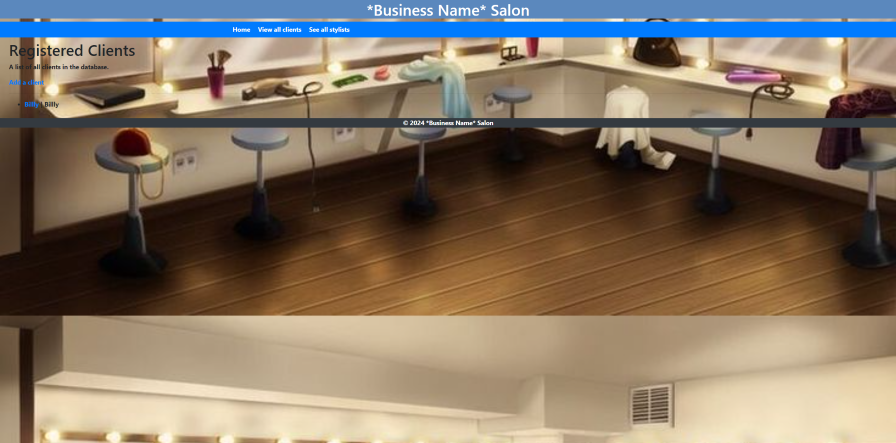 *Business Name* Salon
Home View all clients See all stylists
Registered Clients
A list of all clients in the database.
Add a client
Billy | Billly
© 2024 *Business Name* Salon